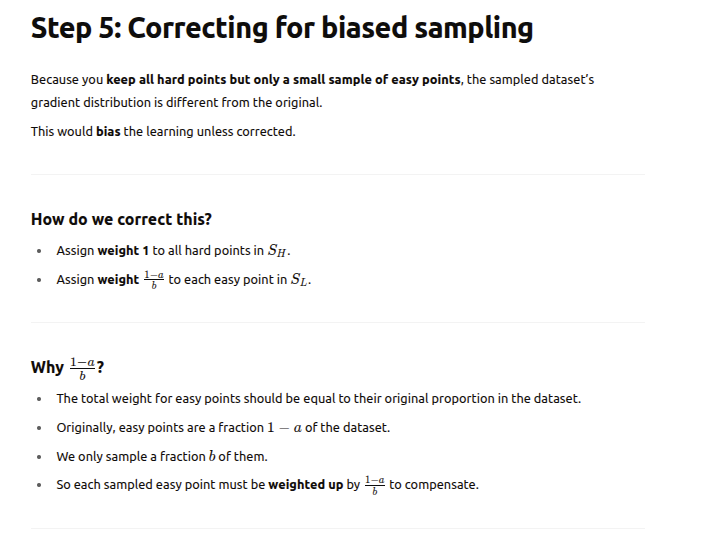 Step 5: Correcting for biased sampling
Because you keep all hard points but only a small sample of easy points, the sampled dataset's
gradient distribution is different from the original.
This would bias the learning unless corrected.
How do we correct this?
• Assign weight 1 to all hard points in $S_H$.
• Assign weight $\frac{1-a}{b}$ to each easy point in $S_L$.
Why $\frac{1-a}{b}$?
• The total weight for easy points should be equal to their original proportion in the dataset.
• Originally, easy points are a fraction $1 - a$ of the dataset.
• We only sample a fraction $b$ of them.
• So each sampled easy point must be weighted up by $\frac{1-a}{b}$ to compensate.